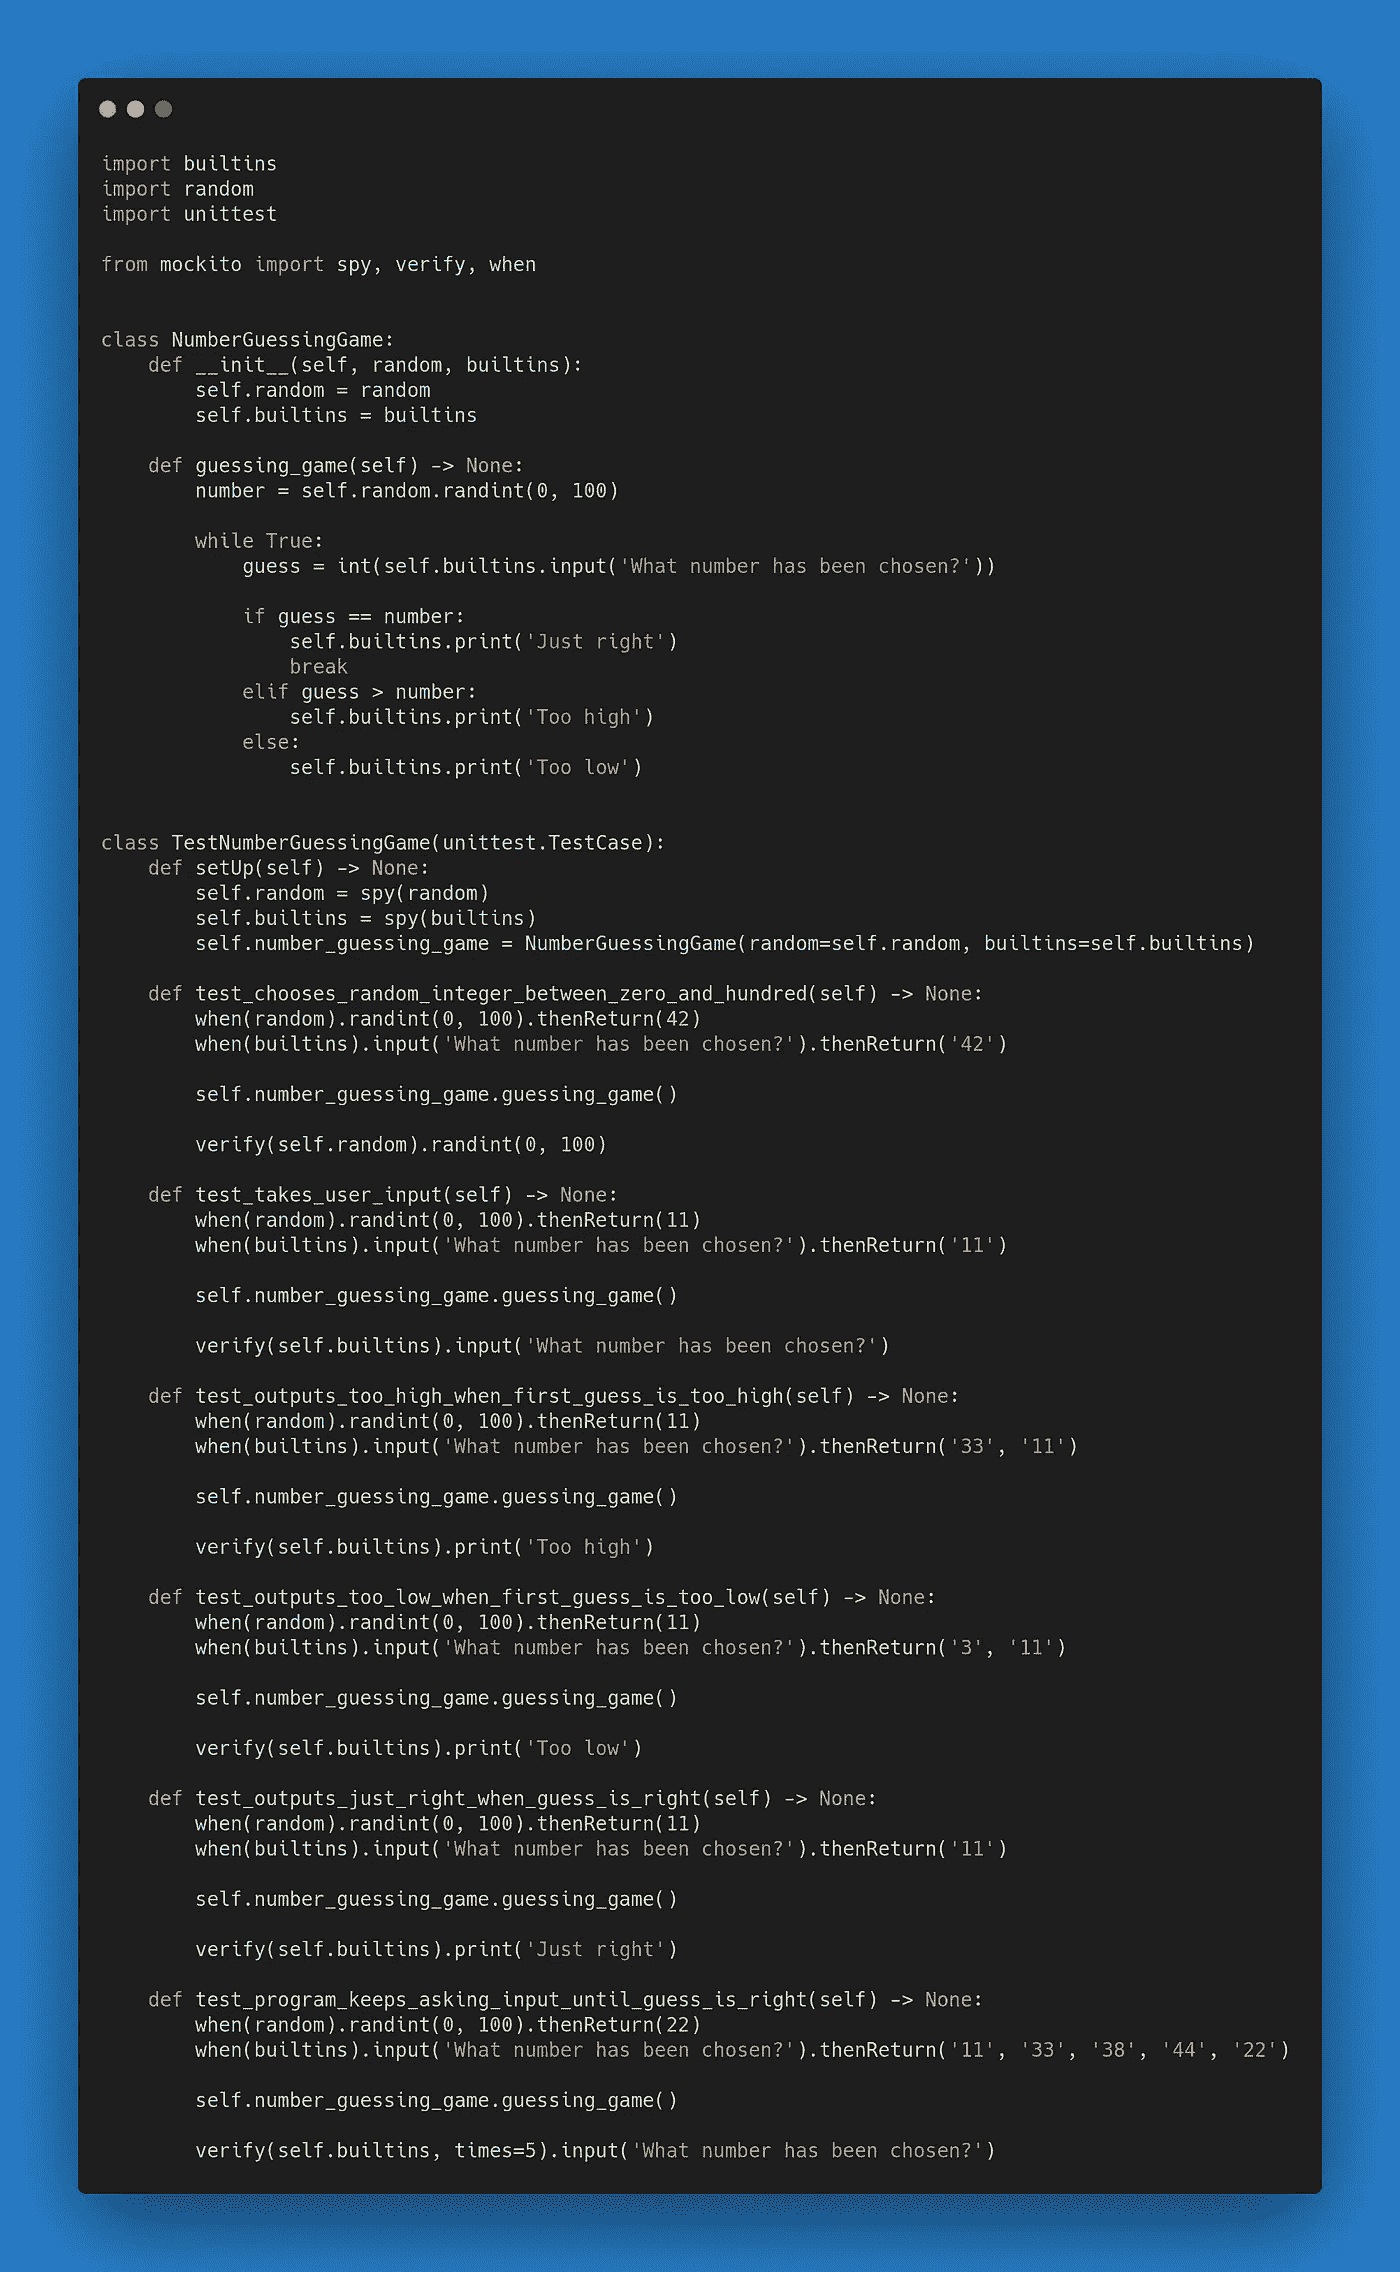 import builtins
import random
import unittest

from mockito import spy, verify, when


class NumberGuessingGame:
    def __init__(self, random, builtins):
        self.random = random
        self.builtins = builtins

    def guessing_game(self) -> None:
        number = self.random.randint(0, 100)

        while True:
            guess = int(self.builtins.input('What number has been chosen?'))

            if guess == number:
                self.builtins.print('Just right')
                break
            elif guess > number:
                self.builtins.print('Too high')
            else:
                self.builtins.print('Too low')


class TestNumberGuessingGame(unittest.TestCase):
    def setUp(self) -> None:
        self.random = spy(random)
        self.builtins = spy(builtins)
        self.number_guessing_game = NumberGuessingGame(random=self.random, builtins=self.builtins)

    def test_chooses_random_integer_between_zero_and_hundred(self) -> None:
        when(random).randint(0, 100).thenReturn(42)
        when(builtins).input('What number has been chosen?').thenReturn('42')

        self.number_guessing_game.guessing_game()

        verify(self.random).randint(0, 100)

    def test_takes_user_input(self) -> None:
        when(random).randint(0, 100).thenReturn(11)
        when(builtins).input('What number has been chosen?').thenReturn('11')

        self.number_guessing_game.guessing_game()

        verify(self.builtins).input('What number has been chosen?')

    def test_outputs_too_high_when_first_guess_is_too_high(self) -> None:
        when(random).randint(0, 100).thenReturn(11)
        when(builtins).input('What number has been chosen?').thenReturn('33', '11')

        self.number_guessing_game.guessing_game()

        verify(self.builtins).print('Too high')

    def test_outputs_too_low_when_first_guess_is_too_low(self) -> None:
        when(random).randint(0, 100).thenReturn(11)
        when(builtins).input('What number has been chosen?').thenReturn('3', '11')

        self.number_guessing_game.guessing_game()

        verify(self.builtins).print('Too low')

    def test_outputs_just_right_when_guess_is_right(self) -> None:
        when(random).randint(0, 100).thenReturn(11)
        when(builtins).input('What number has been chosen?').thenReturn('11')

        self.number_guessing_game.guessing_game()

        verify(self.builtins).print('Just right')

    def test_program_keeps_asking_input_until_guess_is_right(self) -> None:
        when(random).randint(0, 100).thenReturn(22)
        when(builtins).input('What number has been chosen?').thenReturn('11', '33', '38', '44', '22')

        self.number_guessing_game.guessing_game()

        verify(self.builtins, times=5).input('What number has been chosen?')